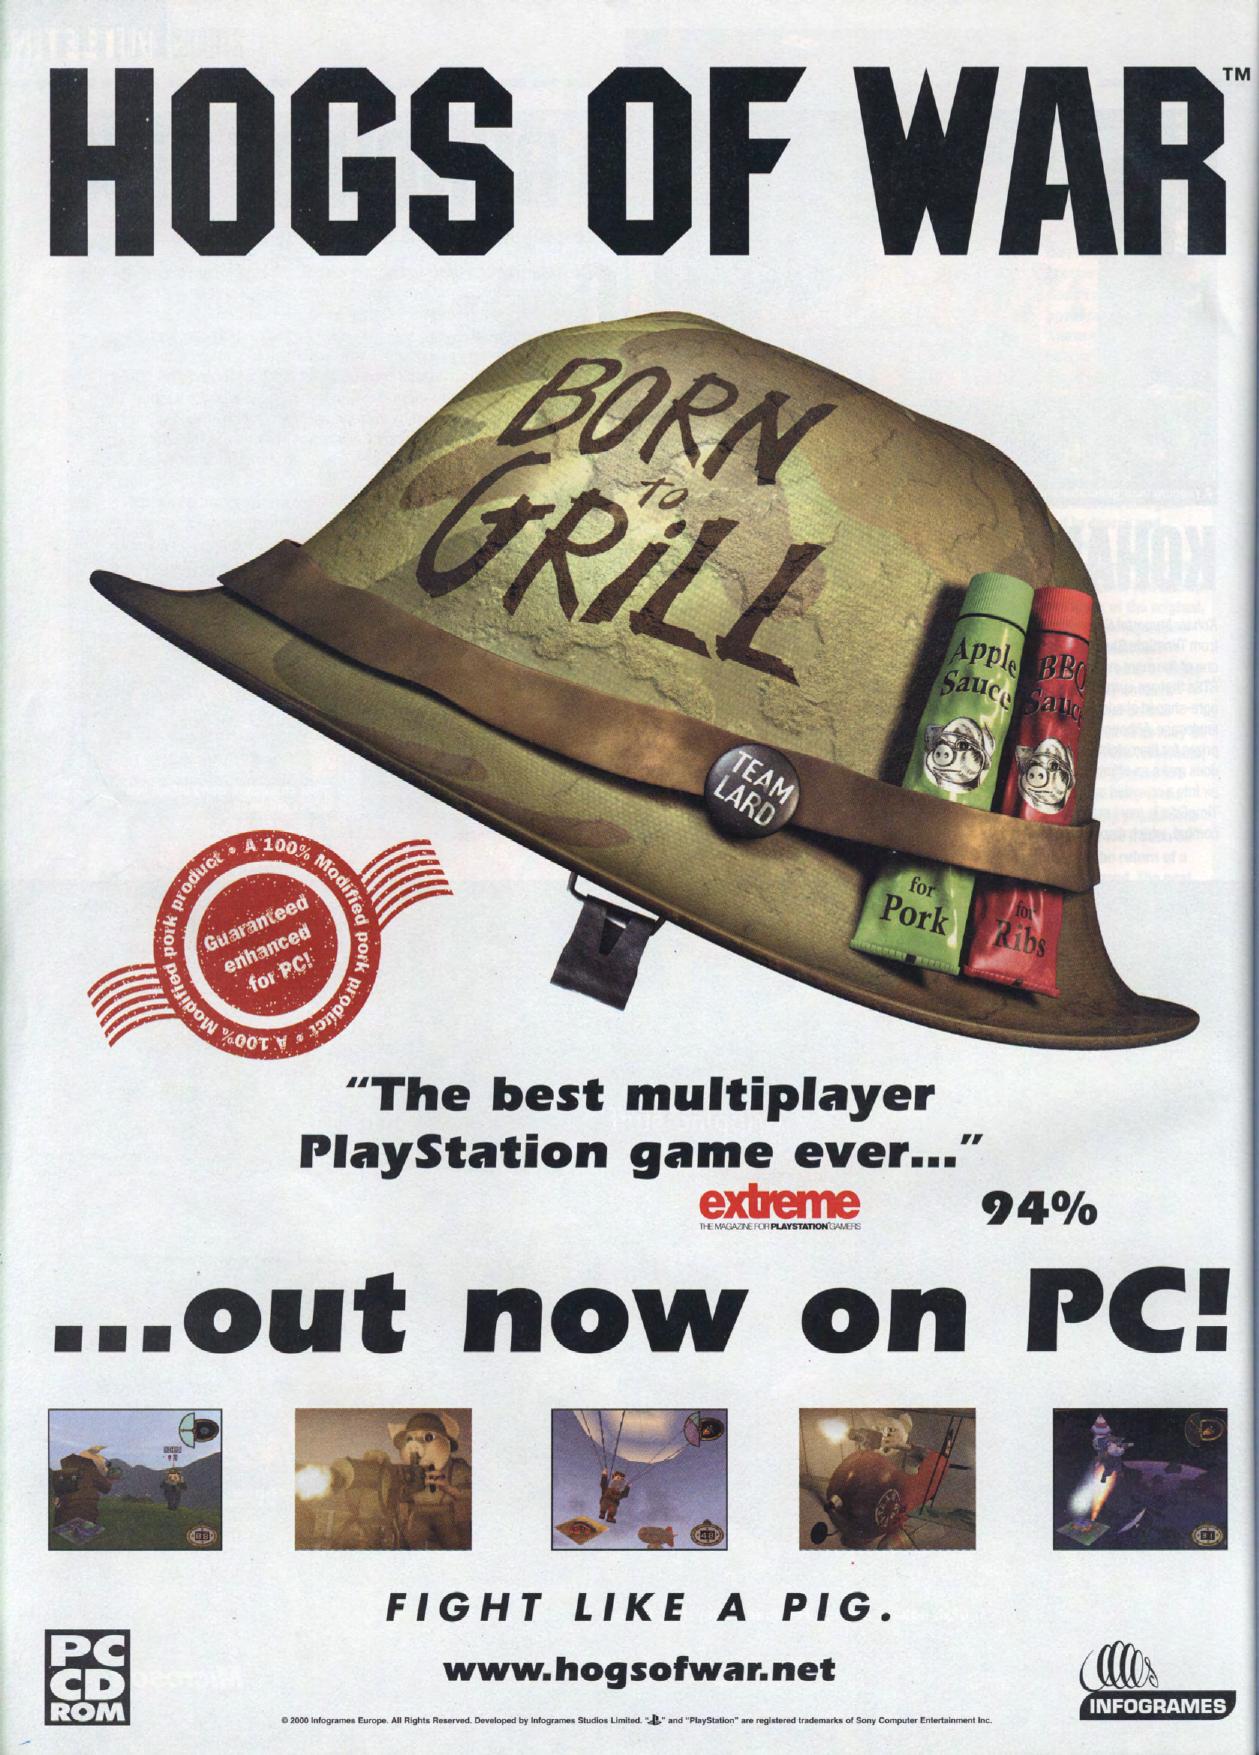 HOGS OF WAR™
BORN
to
GRiLL
Apple
Sauce
BBQ
Sauce
TEAM
LARD
for
Pork
for
Ribs
A 100% Modified pork product • A 100% Modified pork product •
Guaranteed
enhanced
for PC!
“The best multiplayer
PlayStation game ever...”
extreme 94%
THE MAGAZINE FOR PLAYSTATION GAMERS
...out now on PC!
FIGHT LIKE A PIG.
www.hogsofwar.net
PC
CD
ROM
INFOGRAMES
© 2000 Infogrames Europe. All Rights Reserved. Developed by Infogrames Studios Limited. " " and "PlayStation" are registered trademarks of Sony Computer Entertainment Inc.